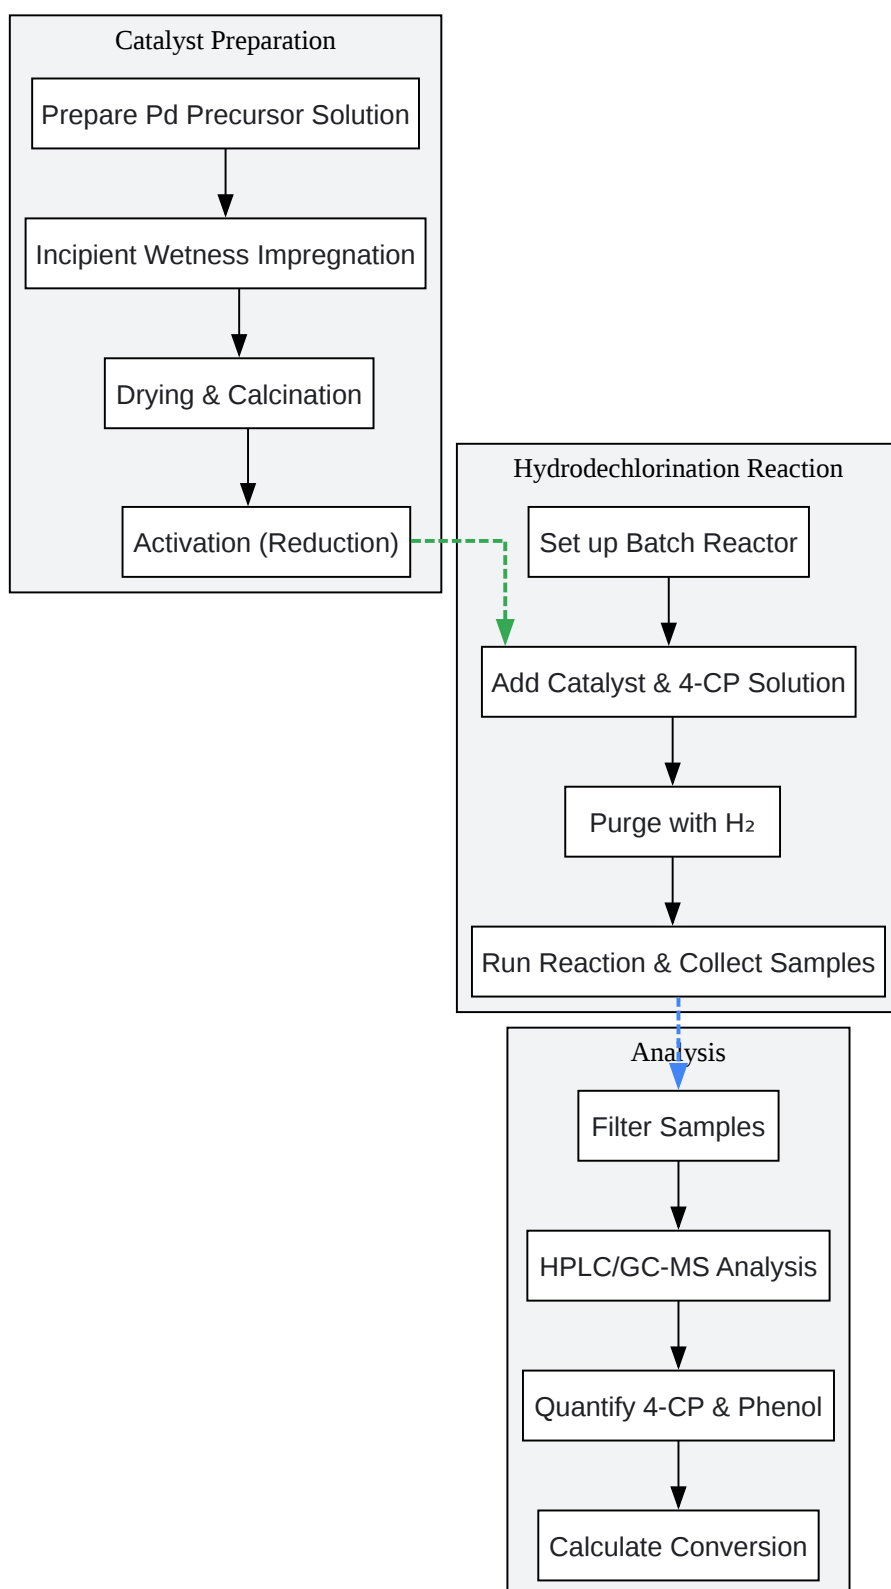 Catalyst Preparation
Prepare Pd Precursor Solution
Incipient Wetness Impregnation
Drying & Calcination
Activation (Reduction)
Hydrodechlorination Reaction
Set up Batch Reactor
Add Catalyst & 4-CP Solution
Purge with H₂
Run Reaction & Collect Samples
Analysis
Filter Samples
HPLC/GC-MS Analysis
Quantify 4-CP & Phenol
Calculate Conversion